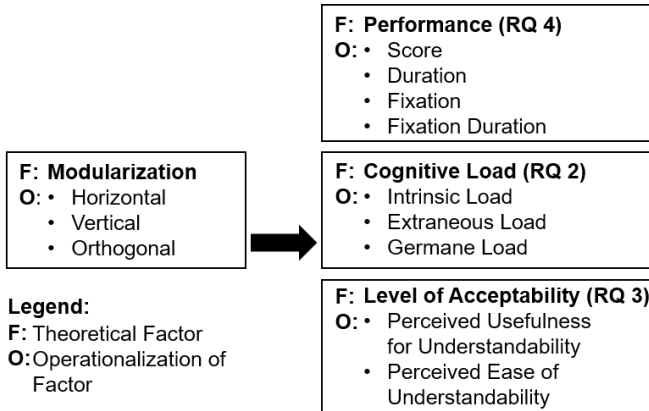 F: Performance (RQ 4)
O: • Score
• Duration
• Fixation
• Fixation Duration
F: Modularization
O: • Horizontal
• Vertical
• Orthogonal
F: Cognitive Load (RQ 2)
O: • Intrinsic Load
• Extraneous Load
• Germane Load
Legend:
F: Theoretical Factor
O: Operationalization of
Factor
F: Level of Acceptability (RQ 3)
O: • Perceived Usefulness
for Understandability
• Perceived Ease of
Understandability